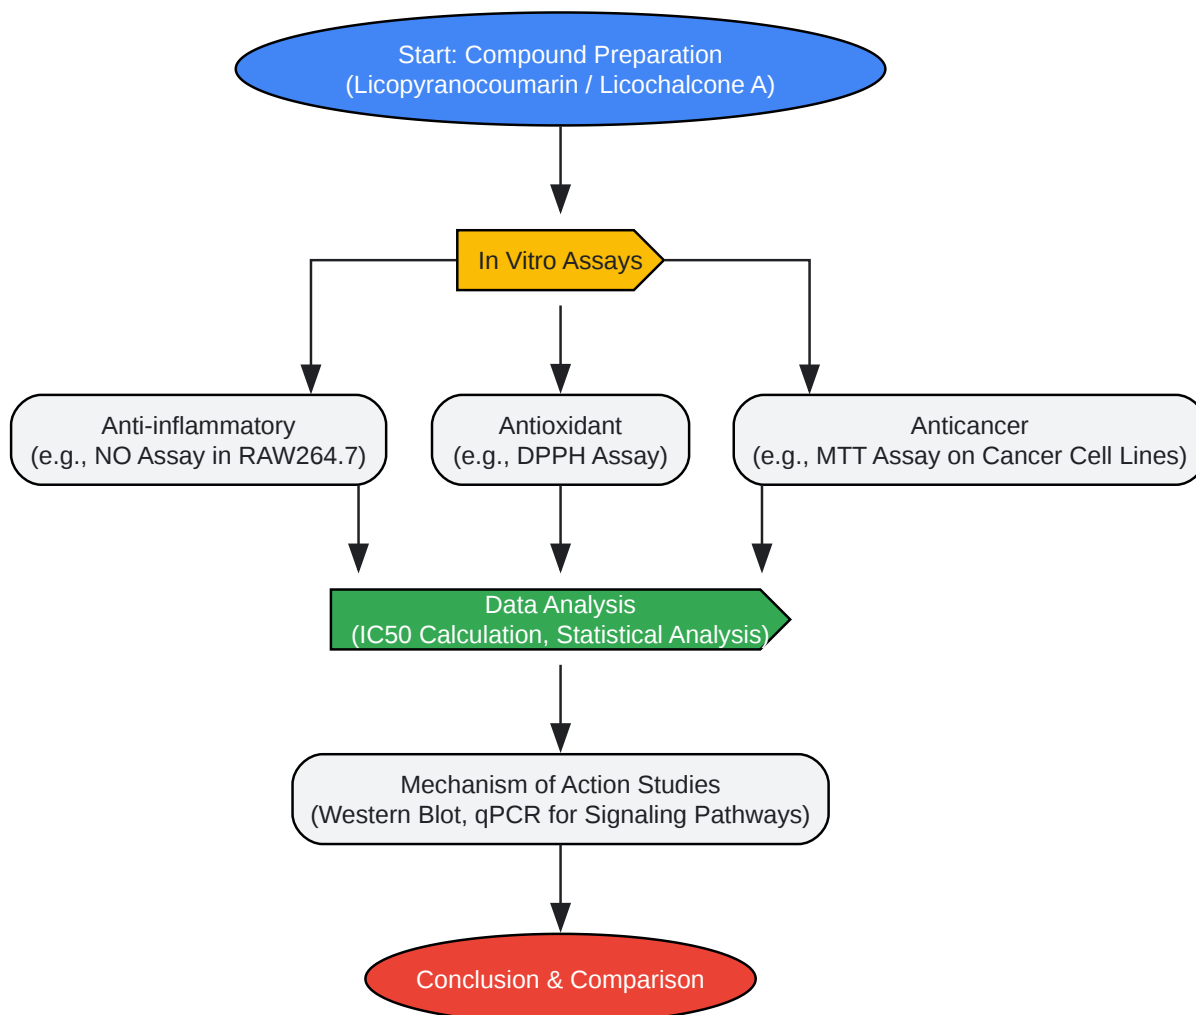 Start: Compound Preparation
(Licopyranocoumarin / Licochalcone A)
In Vitro Assays
Anti-inflammatory
(e.g., NO Assay in RAW264.7)
Antioxidant
(e.g., DPPH Assay)
Anticancer
(e.g., MTT Assay on Cancer Cell Lines)
Data Analysis
(IC50 Calculation, Statistical Analysis)
Mechanism of Action Studies
(Western Blot, qPCR for Signaling Pathways)
Conclusion & Comparison